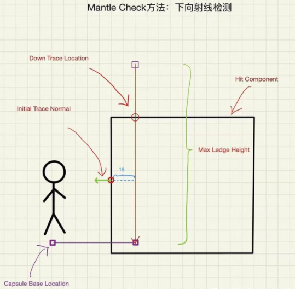 Mantle Check方法：下向射线检测
Down Trace Location
Hit Component
Initial Trace Normal
Max Ledge Height
Capsule Base Location